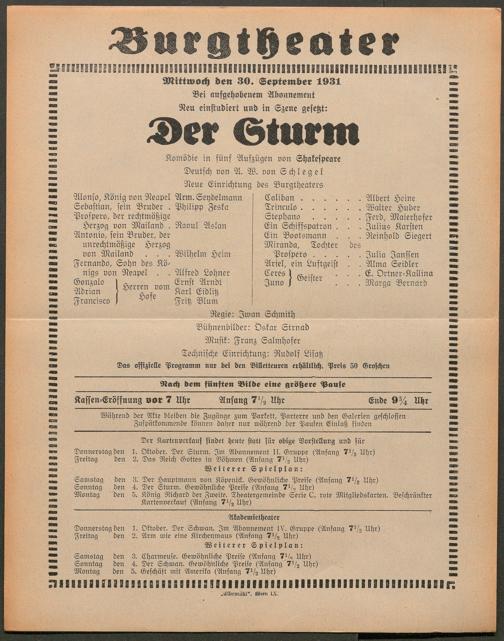 Burgtheater
Mittwoch den 30. September 1931
Bei aufgehobenem Abonnement
Neu einstudiert und in Szene gesetzt:
Der Sturm
Komödie in fünf Aufzügen von Shakespeare
Deutsch von A. W. von Schlegel
Neue Einrichtung des Burgtheaters
Alonso, König von Neapel Arm. Seydelmann
Sebastian, sein Bruder . Philipp Zeska
Prospero, der rechtmäßige
Herzog von Mailand . Raoul Aslan
Antonio, sein Bruder, der
unrechtmäßige Herzog
von Mailand . . . Wilhelm Heim
Fernando, Sohn des Kö-
nigs von Neapel . . Alfred Lohner
Gonzalo } Herren vom Hofe Ernst Arndt
Adrian Karl Eidlitz
Francisco Fritz Blum
Caliban . . . . . . Albert Heine
Trinculo . . . . . Walter Huber
Stephano . . . . . Ferd. Maierhofer
Ein Schiffspatron . . Julius Karsten
Ein Bootsmann . . . Reinhold Siegert
Miranda, Tochter des
Prospero . . . . . Julia Janssen
Ariel, ein Luftgeist . . Alma Seidler
Ceres } Geister . . . . E. Ortner-Kallina
Juno Marga Bernard
Regie: Iwan Schmith
Bühnenbilder: Oskar Strnad
Musik: Franz Salmhofer
Technische Einrichtung: Rudolf Lisatz
Das offizielle Programm nur bei den Billetteuren erhältlich. Preis 50 Groschen
Nach dem fünften Bilde eine größere Pause
Kassen-Eröffnung vor 7 Uhr Anfang 7½ Uhr Ende 9¾ Uhr
Während der Akte bleiben die Zugänge zum Parkett, Parterre und den Galerien geschlossen
Zuspätkommende können daher nur während der Pausen Einlaß finden
Der Kartenverkauf findet heute statt für obige Vorstellung und für
Donnerstag den 1. Oktober. Der Sturm. Im Abonnement II. Gruppe (Anfang 7½ Uhr)
Freitag den 2. Das Reich Gottes in Böhmen (Anfang 7½ Uhr)
Weiterer Spielplan:
Samstag den 3. Der Hauptmann von Köpenick. Gewöhnliche Preise (Anfang 7½ Uhr)
Sonntag den 4. Der Sturm. Gewöhnliche Preise (Anfang 7½ Uhr)
Montag den 5. König Richard der Zweite. Theatergemeinde Serie C, rote Mitgliedskarten. Beschränkter
Kartenverkauf (Anfang 7½ Uhr)
Akademietheater
Donnerstag den 1. Oktober. Der Schwan. Im Abonnement IV. Gruppe (Anfang 7½ Uhr)
Freitag den 2. Arm wie eine Kirchenmaus (Anfang 7½ Uhr)
Weiterer Spielplan:
Samstag den 3. Charmeuse. Gewöhnliche Preise (Anfang 7½ Uhr)
Sonntag den 4. Der Schwan. Gewöhnliche Preise (Anfang 7½ Uhr)
Montag den 5. Geschäft mit Amerika (Anfang 7½ Uhr)
Wien IX.